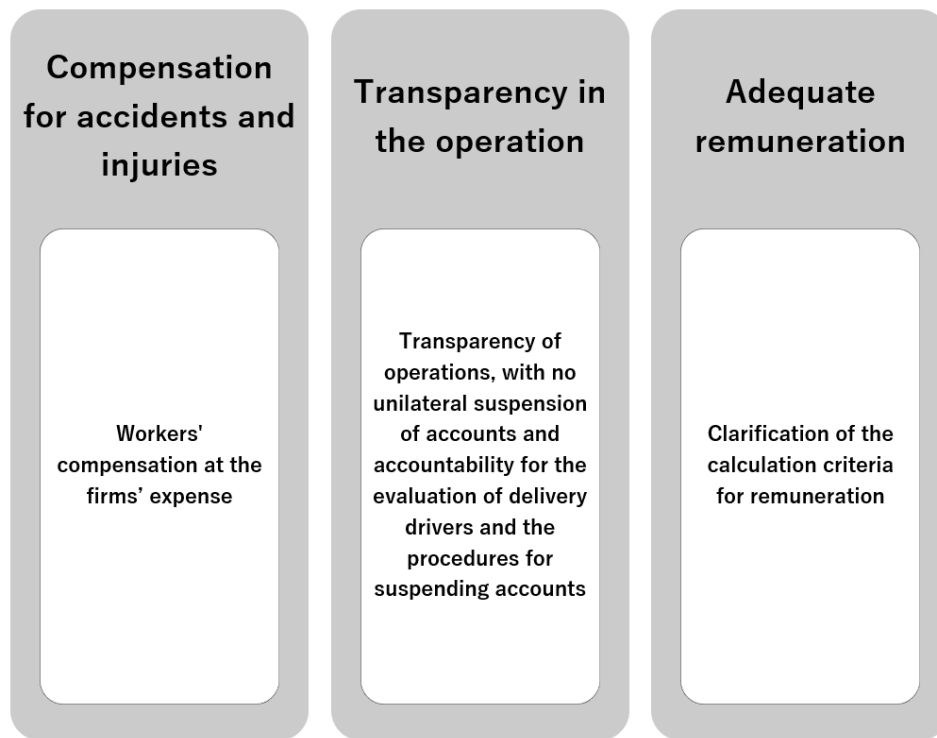 Compensation
for accidents and
injuries
Workers'
compensation at the
firms’ expense
Transparency in
the operation
Transparency of
operations, with no
unilateral suspension
of accounts and
accountability for the
evaluation of delivery
drivers and the
procedures for
suspending accounts
Adequate
remuneration
Clarification of the
calculation criteria
for remuneration